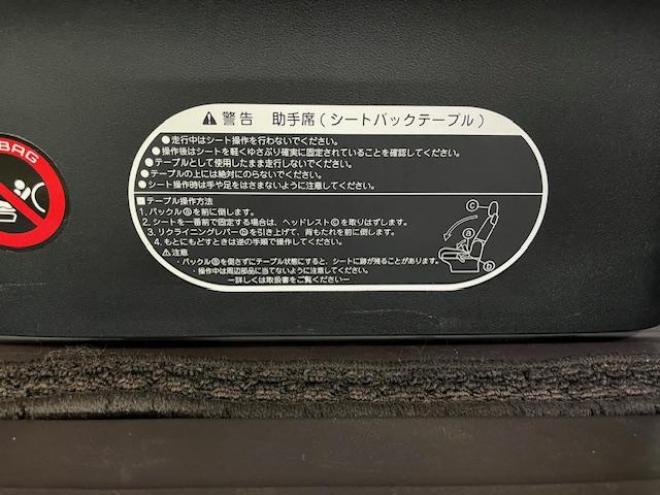 BAG
⚠ 警告 助手席(シートバックテーブル)
●走行中はシート操作を行わないでください。
●操作後はシートを軽くゆさぶり確実に固定されていることを確認してください。
●テーブルとして使用したまま走行しないでください。
●テーブルの上には絶対にのらないでください。
●シート操作時は手や足をはさまないように注意してください。
■テーブル操作方法
1. バックルⓑを前に倒します。
2. シートを一番前で固定する場合は、ヘッドレストⓒを取りはずします。
3. リクライニングレバーⓐを引き上げて、背もたれを前に倒します。
4. もとにもどすときは逆の手順で操作してください。
⚠注意
・バックルⓑを倒さずにテーブル状態にすると、シートに跡が残ることがあります。
・操作中は周辺部品に当てないように注意してください。
ー詳しくは取扱書をご覧くださいー
ⓒ
ⓐ
ⓑ